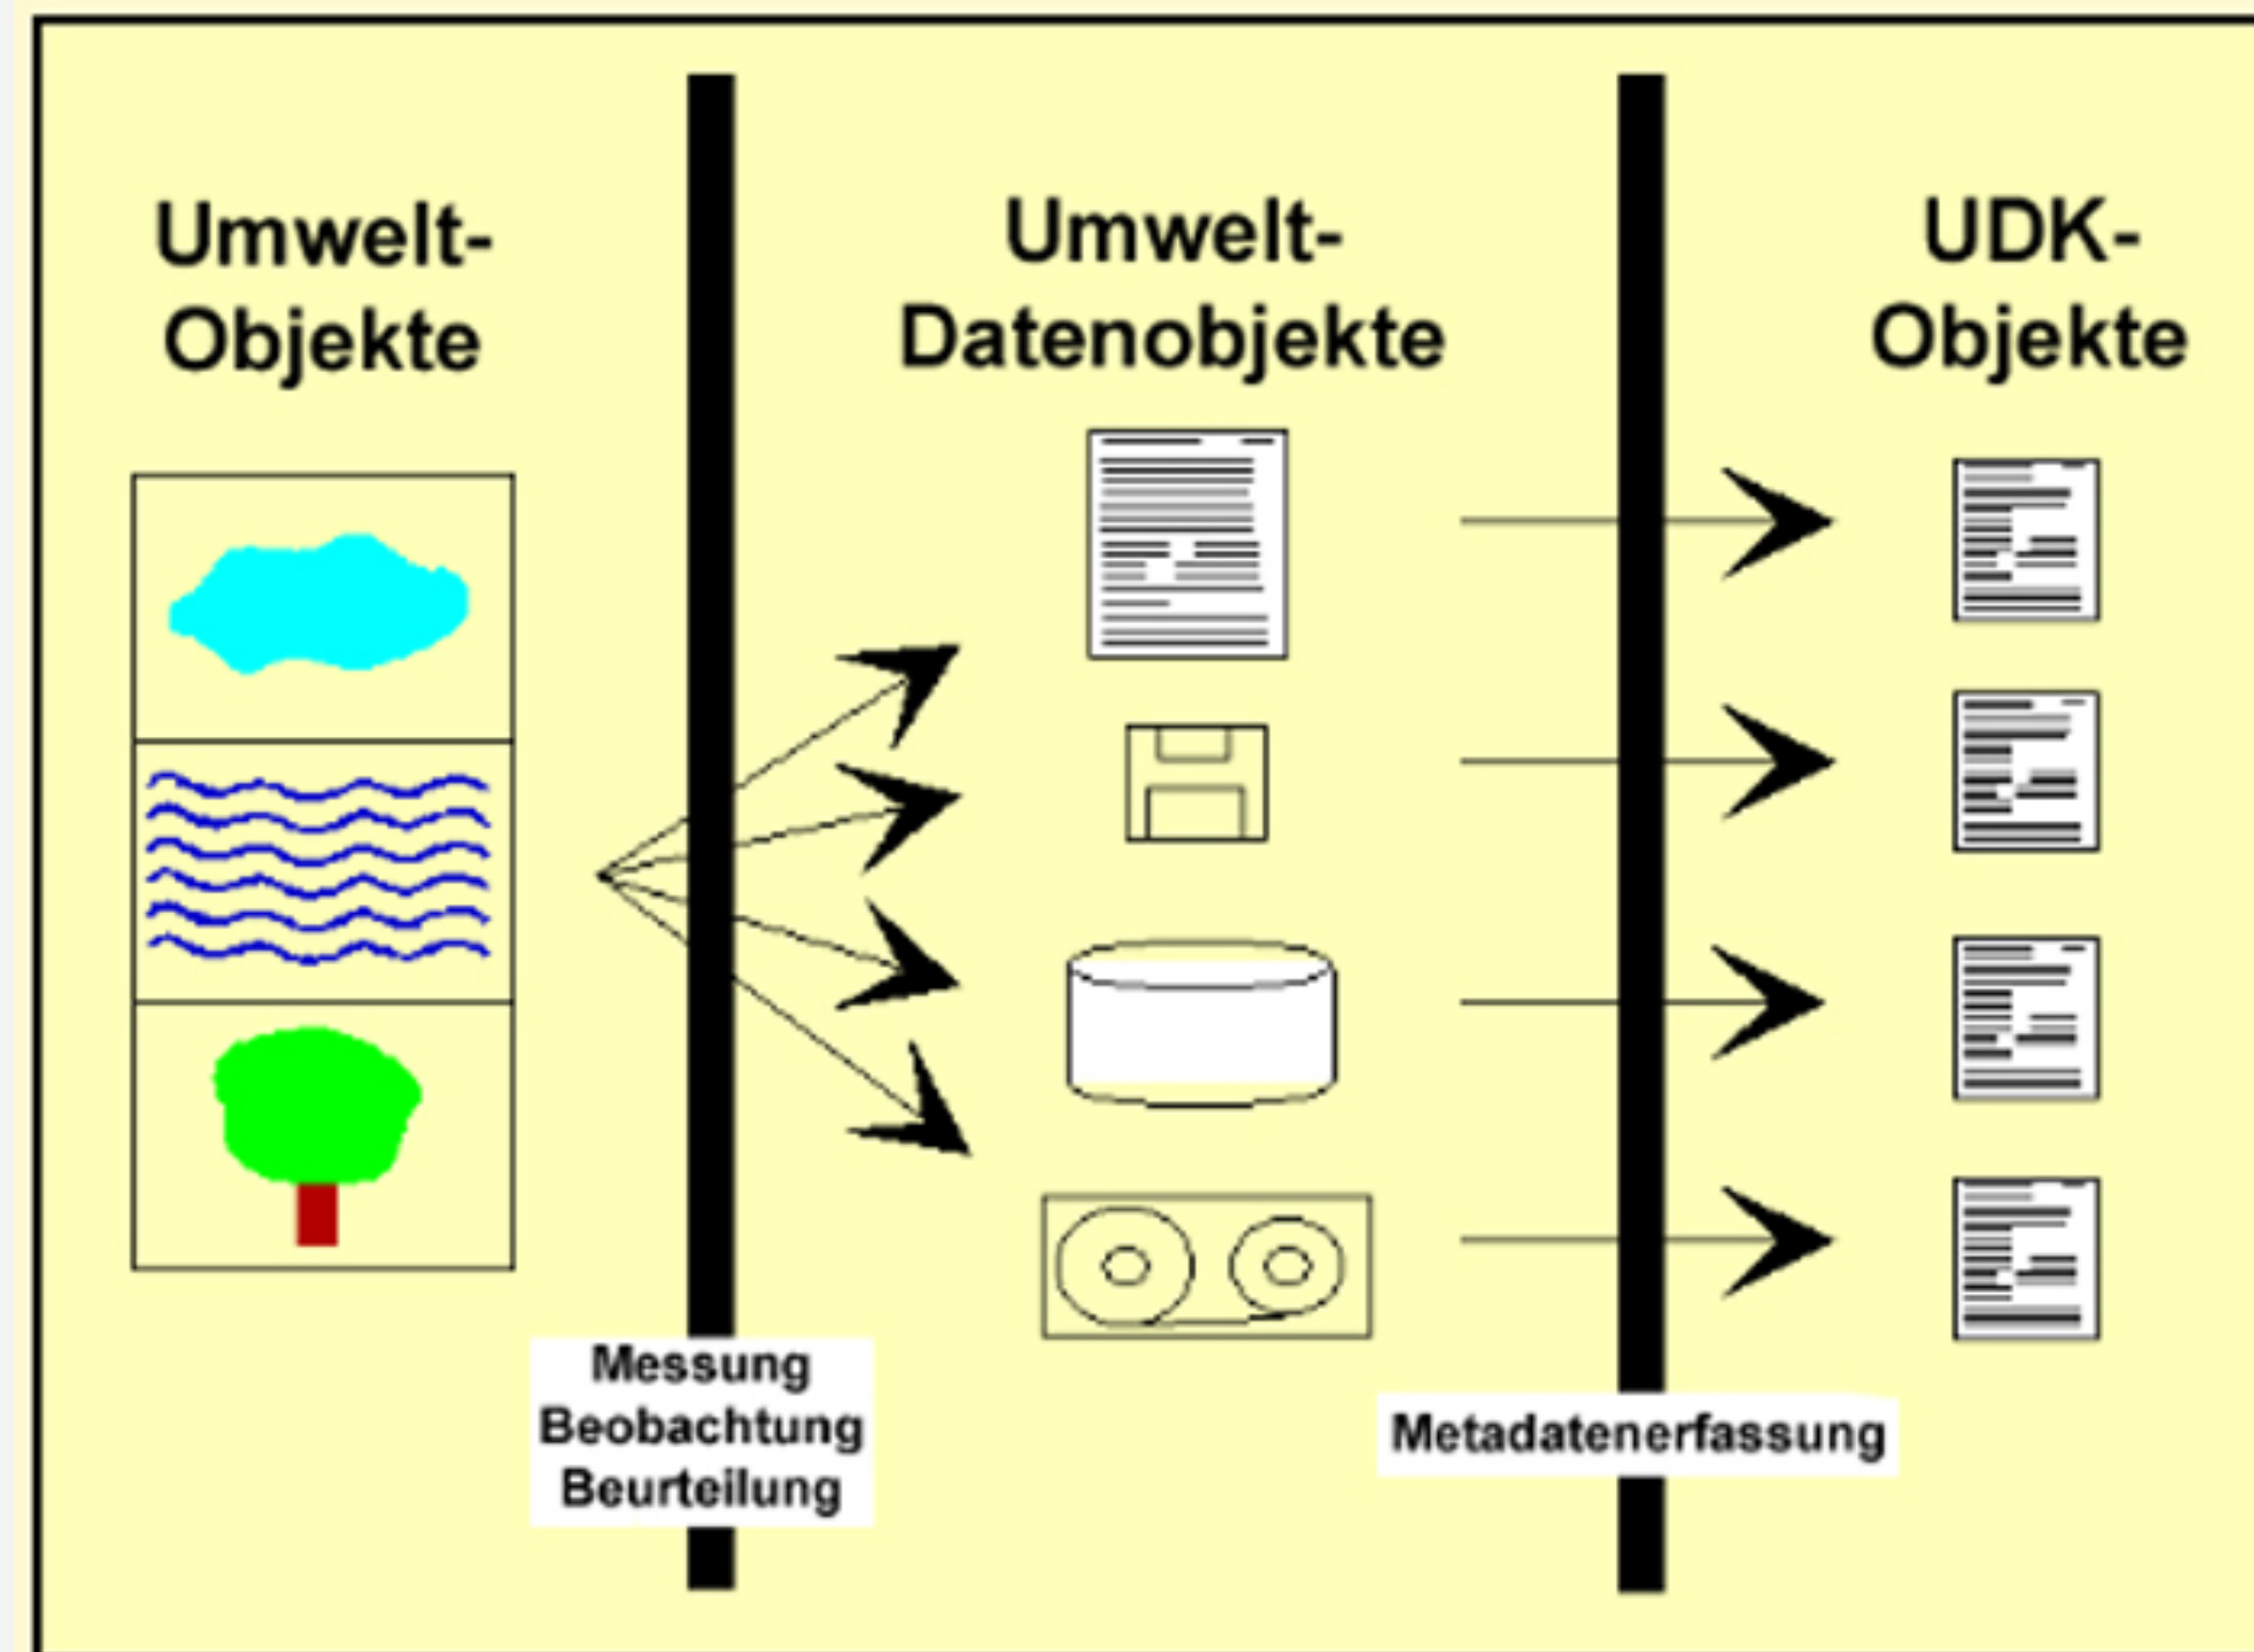 Umwelt-
Objekte
Umwelt-
Datenobjekte
UDK-
Objekte
Messung
Beobachtung
Beurteilung
Metadatenerfassung